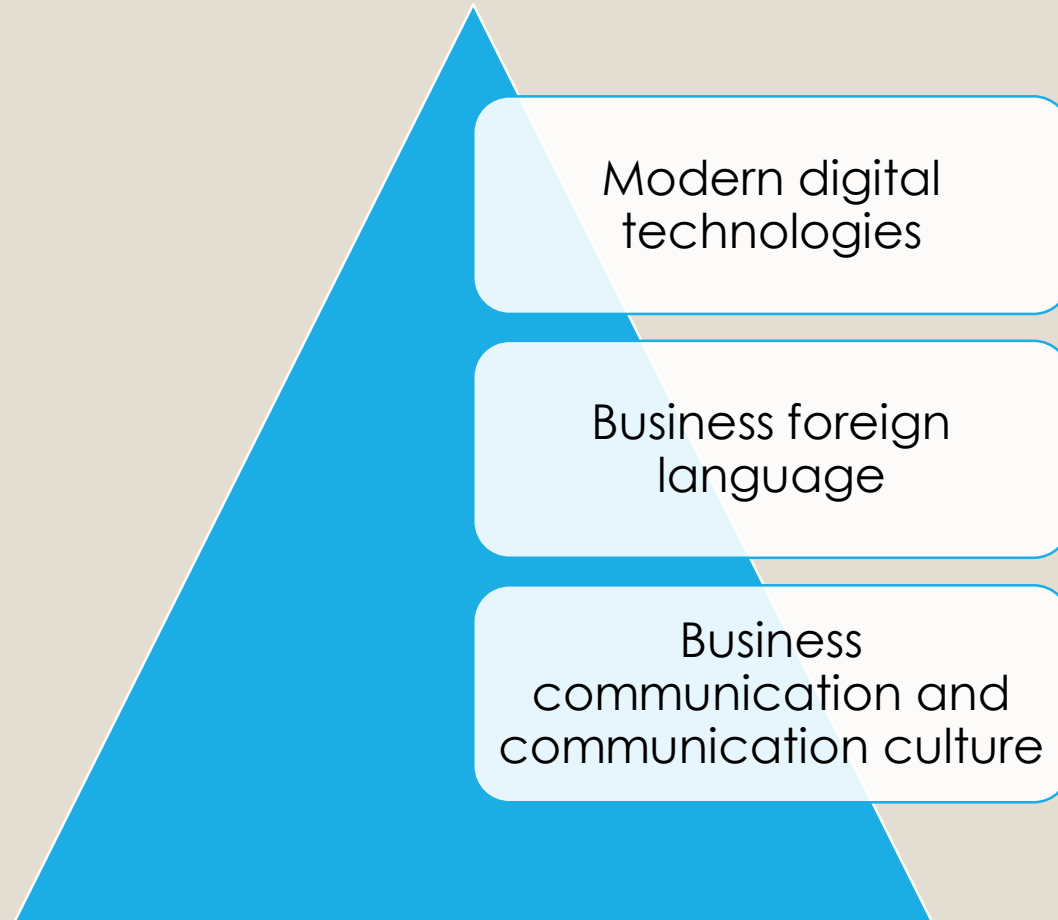 Modern digital
technologies
Business foreign
language
Business
communication and
communication culture